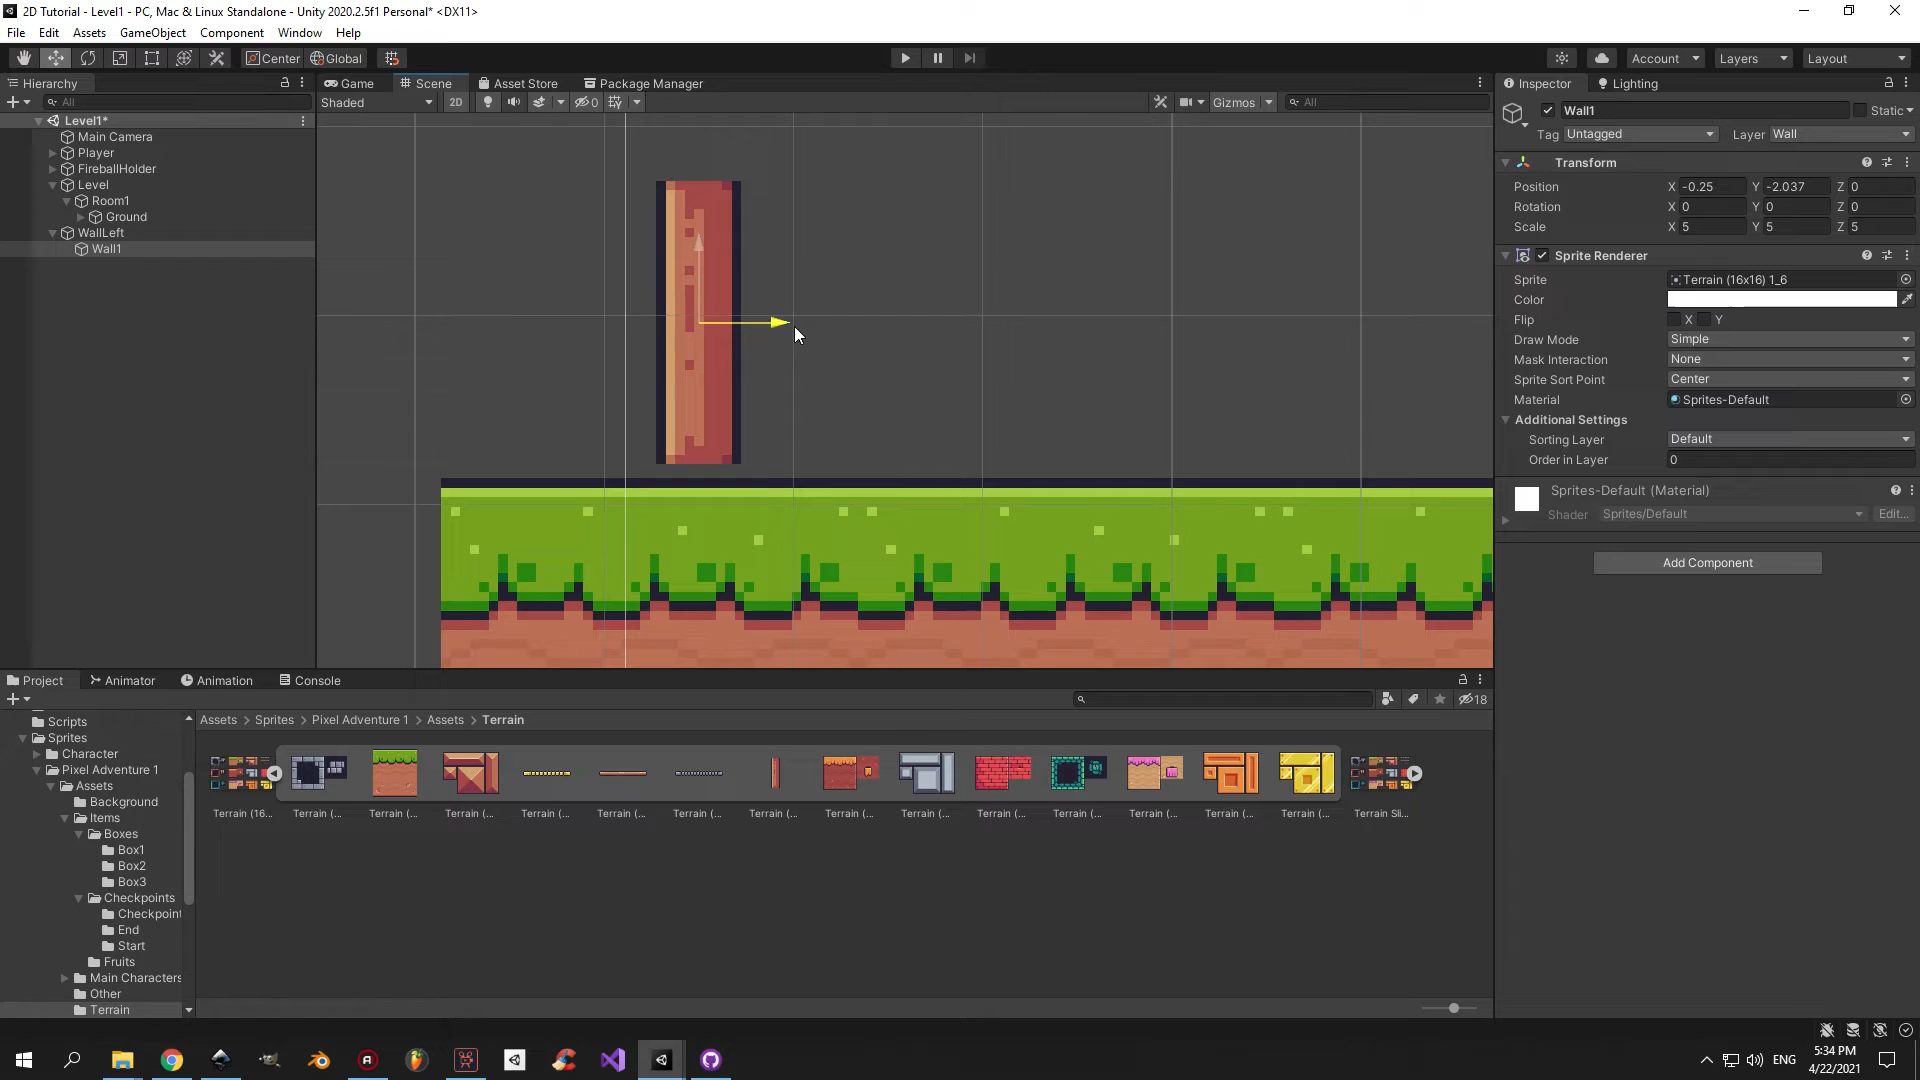 2D Tutorial - Level1 - PC, Mac & Linux Standalone - Unity 2020.2.5f1 Personal* <DX11>
File Edit Assets GameObject Component Window Help
Center Global Account Layers Layout
Hierarchy Game Scene Asset Store Package Manager Inspector Lighting
All Shaded 2D 0 Gizmos All
Level1*
Main Camera
Player
FireballHolder
Level
Room1
Ground
WallLeft
Wall1
Wall1 Static
Tag Untagged Layer Wall
Transform
Position X -0.25 Y -2.037 Z 0
Rotation X 0 Y 0 Z 0
Scale X 5 Y 5 Z 5
Sprite Renderer
Sprite Terrain (16x16) 1_6
Color
Flip X Y
Draw Mode Simple
Mask Interaction None
Sprite Sort Point Center
Material Sprites-Default
Additional Settings
Sorting Layer Default
Order in Layer 0
Sprites-Default (Material)
Shader Sprites/Default Edit...
Add Component
Project Animator Animation Console
18
Assets > Sprites > Pixel Adventure 1 > Assets > Terrain
Scripts
Sprites
Character
Pixel Adventure 1
Assets
Background
Items
Boxes
Box1
Box2
Box3
Checkpoints
Checkpoint
End
Start
Fruits
Main Characters
Other
Terrain
Terrain (16... Terrain (... Terrain (... Terrain (... Terrain (... Terrain (... Terrain (... Terrain (... Terrain (... Terrain (... Terrain (... Terrain (... Terrain (... Terrain (... Terrain (... Terrain Sli...
ENG
5:34 PM
4/22/2021